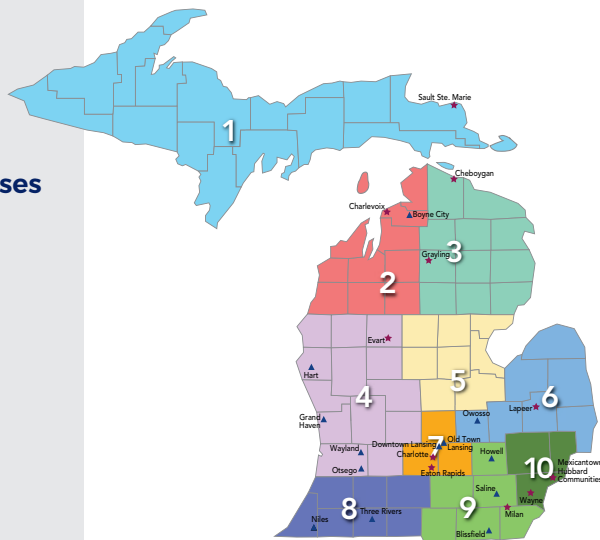 ses
Sault Ste. Marie
1
Cheboygan
Charlevoix
Boyne City
3
Grayling
2
Evart
Hart
5
4
6
Lapeer
Grand
Haven
Owosso
7
Downtown Lansing
Old Town
Lansing
Wayland
Charlotte
Howell
10
Mexicantown
Hubbard
Communities
Otsego
Eaton Rapids
Saline
Wayne
8
9
Three Rivers
Niles
Milan
Blissfield